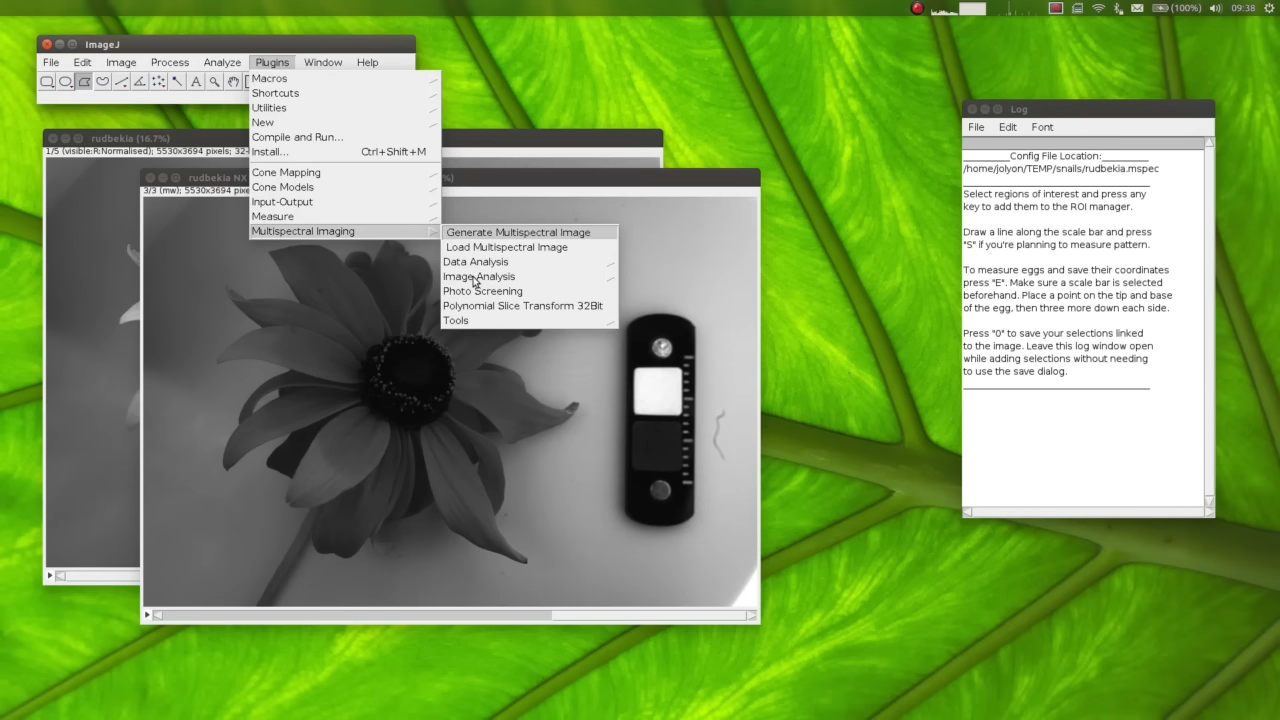 (100%) 09:38
ImageJ
File Edit Image Process Analyze Plugins Window Help
A
Macros
Shortcuts
Utilities
New
Compile and Run...
Install... Ctrl+Shift+M
Cone Mapping
Cone Models
Input-Output
Measure
Multispectral Imaging
Generate Multispectral Image
Load Multispectral Image
Data Analysis
Image Analysis
Photo Screening
Polynomial Slice Transform 32Bit
Tools
rudbekia (16.7%)
1/5 (visible:R:Normalised); 5530x3694 pixels; 32-
rudbekia NX %)
3/3 (mw); 5530x3694 pixe
Log
File Edit Font
_________Config File Location:_________
/home/jolyon/TEMP/snails/rudbekia.mspec
Select regions of interest and press any
key to add them to the ROI manager.
Draw a line along the scale bar and press
"S" if you're planning to measure pattern.
To measure eggs and save their coordinates
press "E". Make sure a scale bar is selected
beforehand. Place a point on the tip and base
of the egg, then three more down each side.
Press "0" to save your selections linked
to the image. Leave this log window open
while adding selections without needing
to use the save dialog.